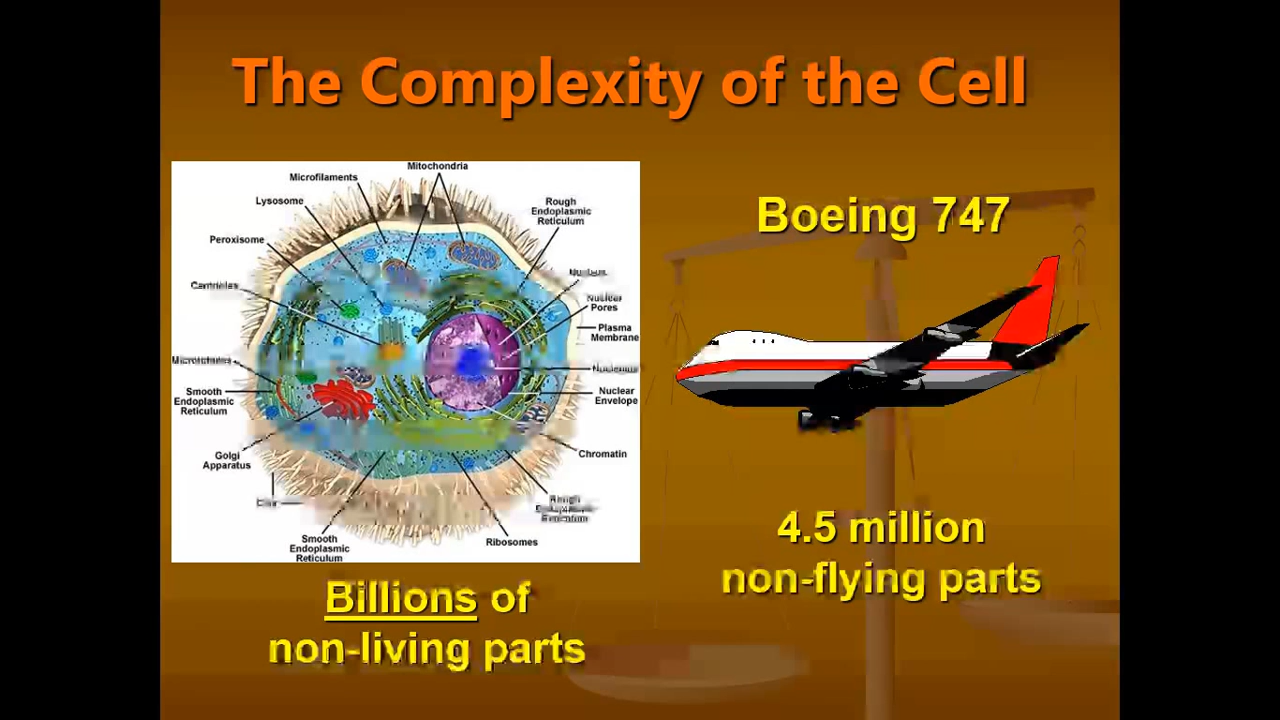 The Complexity of the Cell
Mitochondria
Microfilaments
Lysosome
Rough
Endoplasmic
Reticulum
Peroxisome
Centrioles
Nuclear
Pores
Plasma
Membrane
Smooth
Endoplasmic
Reticulum
Nuclear
Envelope
Golgi
Apparatus
Chromatin
Smooth
Endoplasmic
Reticulum
Ribosomes
Billions of
non-living parts
Boeing 747
4.5 million
non-flying parts